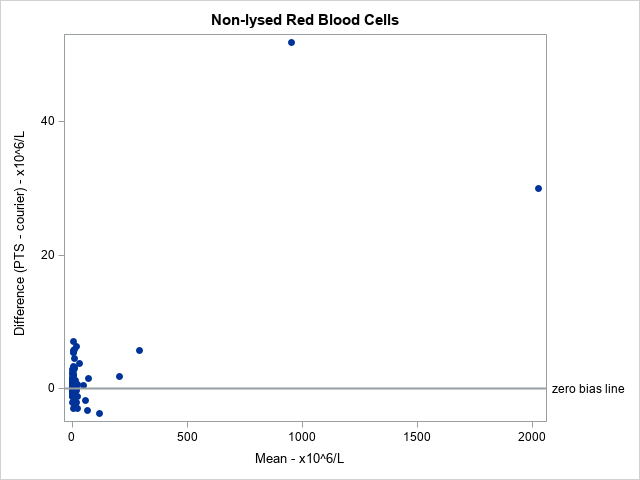 Non-lysed Red Blood Cells
Difference (PTS - courier) - x10^6/L
40
20
0
zero bias line
0
500
1000
1500
2000
Mean - x10^6/L